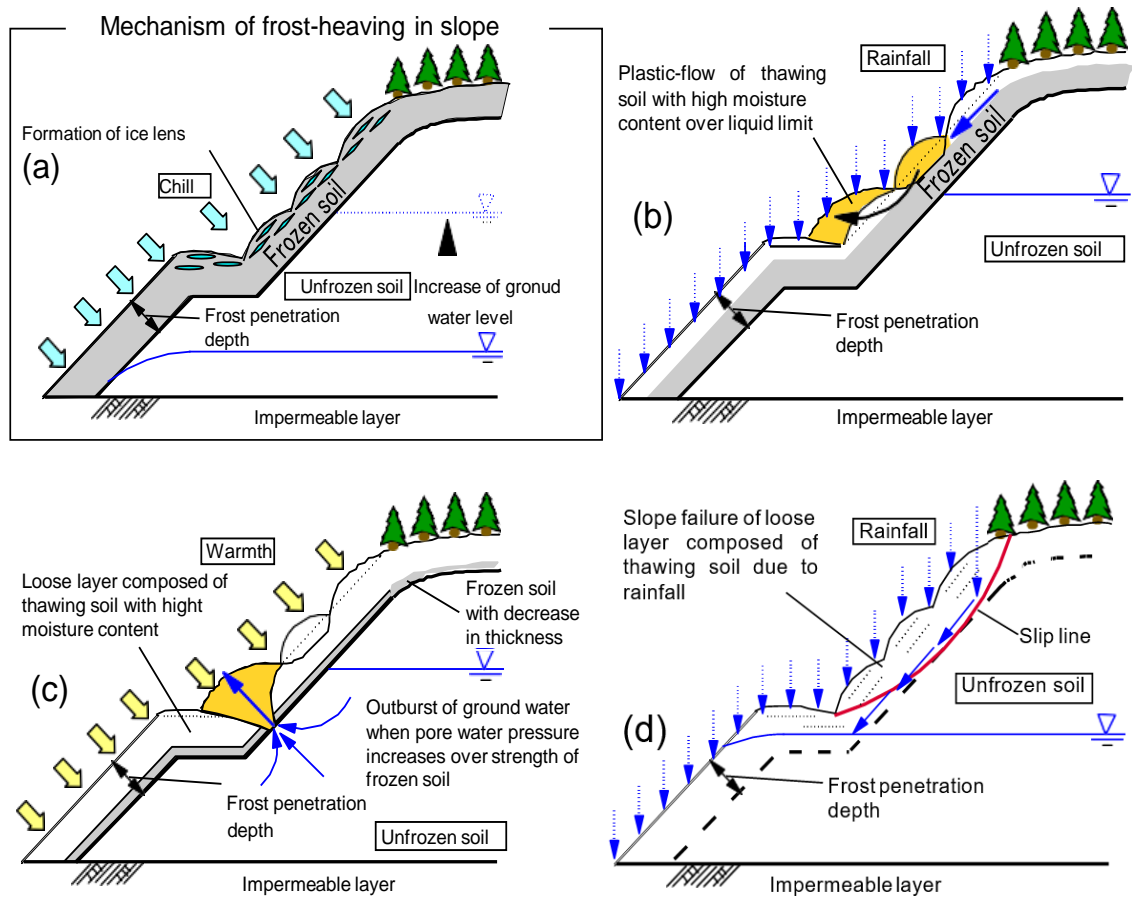 Mechanism of frost-heaving in slope
Formation of ice lens
(a)
Chill
Frozen soil
Unfrozen soil
Increase of gronud
water level
Frost penetration
depth
Impermeable layer
Rainfall
Plastic-flow of thawing
soil with high moisture
content over liquid limit
(b)
Frozen soil
Unfrozen soil
Frost penetration
depth
Impermeable layer
Warmth
Loose layer composed of
thawing soil with hight
moisture content
Frozen soil
with decrease
in thickness
(c)
Outburst of ground water
when pore water pressure
increases over strength of
frozen soil
Frost penetration
depth
Unfrozen soil
Impermeable layer
Slope failure of loose
layer composed of
thawing soil due to
rainfall
Rainfall
Slip line
Unfrozen soil
(d)
Frost penetration
depth
Impermeable layer